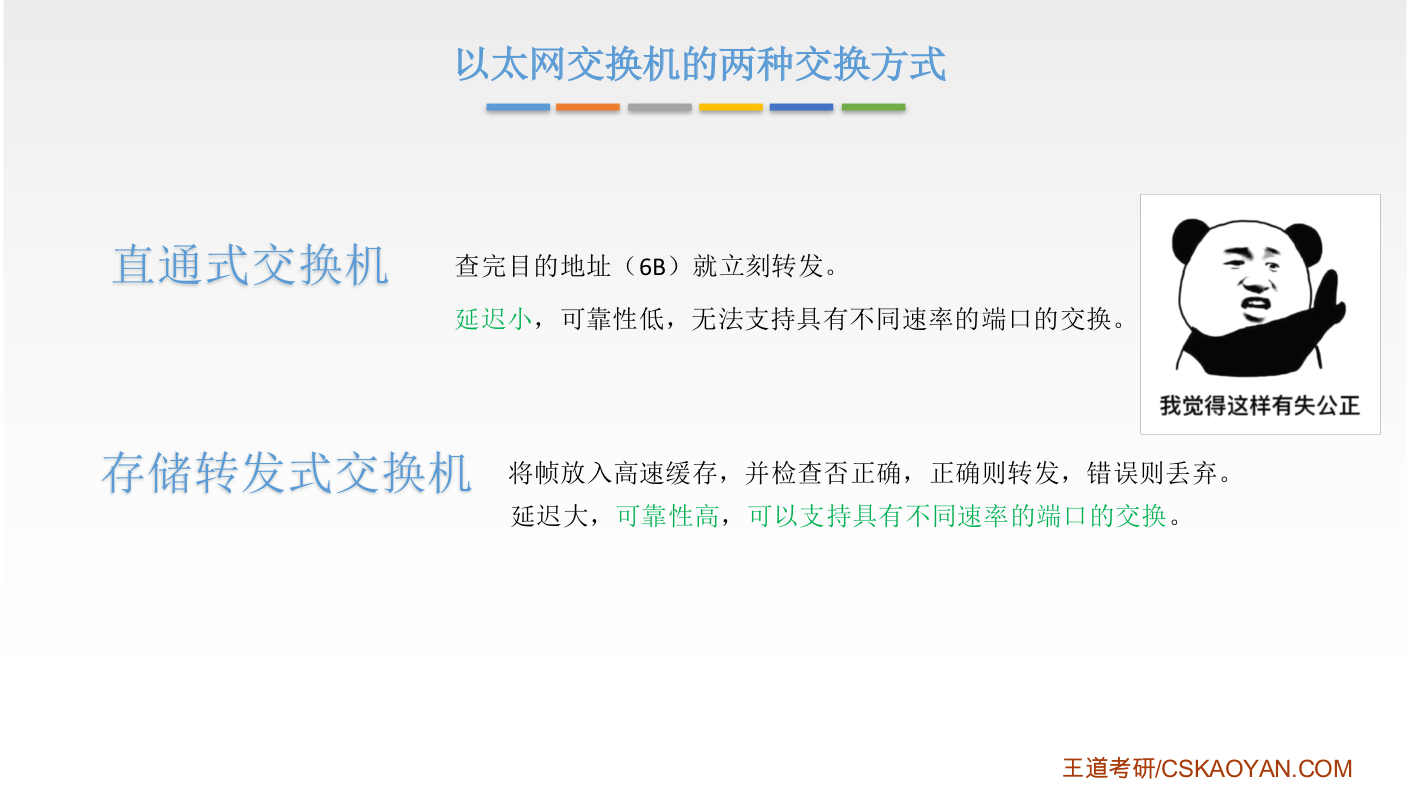 以太网交换机的两种交换方式
直通式交换机
查完目的地址（6B）就立刻转发。
延迟小，可靠性低，无法支持具有不同速率的端口的交换。
我觉得这样有失公正
存储转发式交换机
将帧放入高速缓存，并检查否正确，正确则转发，错误则丢弃。
延迟大，可靠性高，可以支持具有不同速率的端口的交换。
王道考研/CSKAOYAN.COM